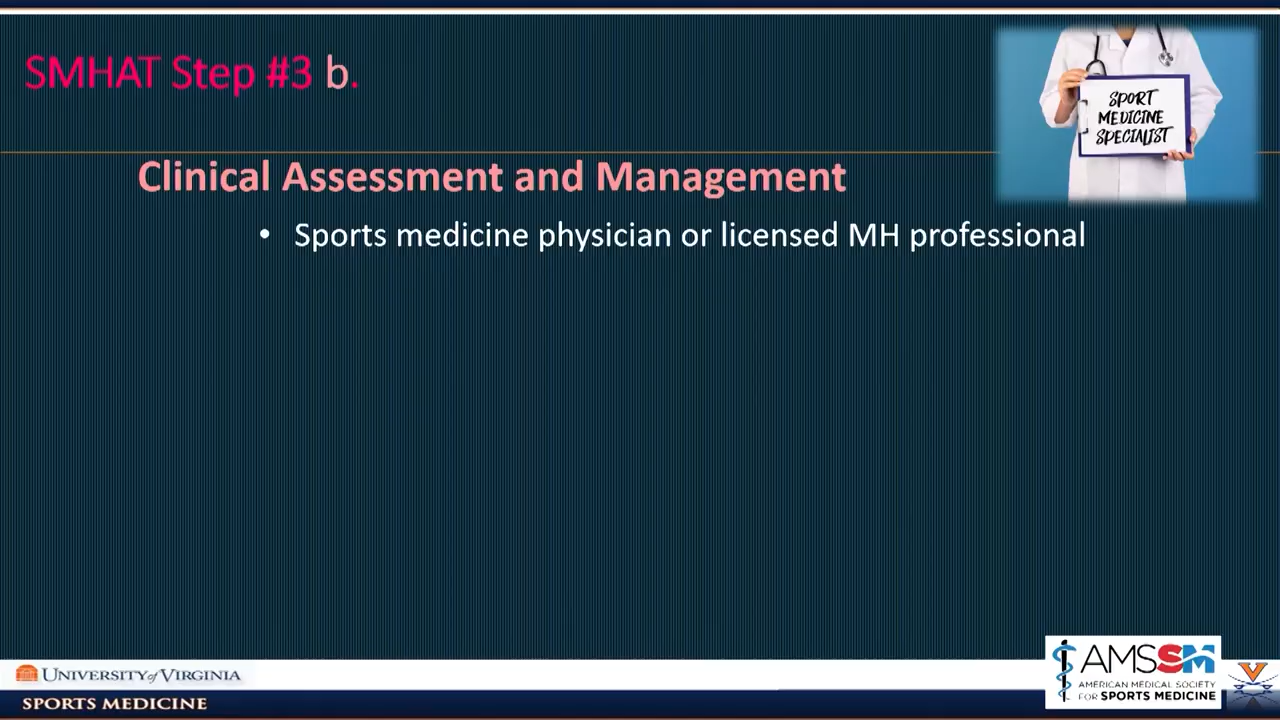 SMHAT Step #3 b.
SPORT
MEDICINE
SPECIALIST
Clinical Assessment and Management
• Sports medicine physician or licensed MH professional
UNIVERSITY of VIRGINIA
SPORTS MEDICINE
AMSSM
AMERICAN MEDICAL SOCIETY
FOR SPORTS MEDICINE
V